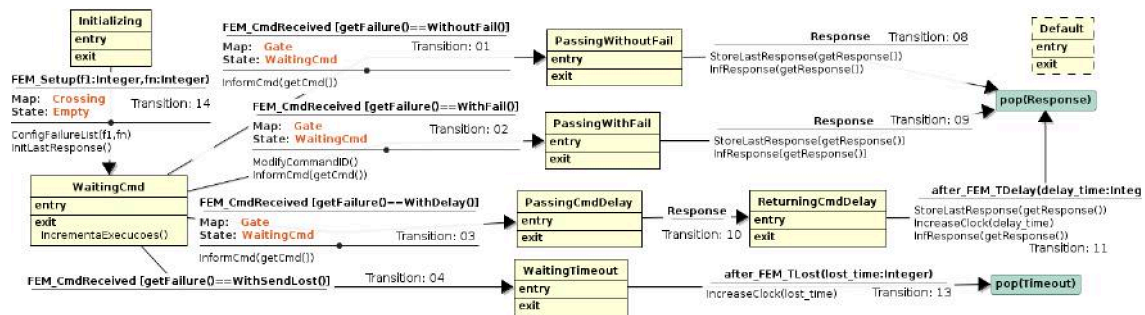 Initializing
entry
exit
FEM_Setup(f1:Integer,fn:Integer)
Map: Crossing
State: Empty
Transition: 14
ConfigFailureList(f1,fn)
InitLastResponse()
WaitingCmd
entry
exit
IncrementaExecucoes()
FEM_CmdReceived [getFailure()==WithoutFail()]
Map: Gate
State: WaitingCmd
Transition: 01
InformCmd(getCmd())
PassingWithoutFail
entry
exit
Response
Transition: 08
StoreLastResponse(getResponse())
InfResponse(getResponse())
Default
entry
exit
pop(Response)
FEM_CmdReceived [getFailure()==WithFail()]
Map: Gate
State: WaitingCmd
Transition: 02
ModifyCommandID()
InformCmd(getCmd())
PassingWithFail
entry
exit
Response
Transition: 09
StoreLastResponse(getResponse())
InfResponse(getResponse())
FEM_CmdReceived [getFailure()==WithDelay()]
Map: Gate
State: WaitingCmd
Transition: 03
InformCmd(getCmd())
PassingCmdDelay
entry
exit
Response
Transition: 10
ReturningCmdDelay
entry
exit
after_FEM_TDelay(delay_time:Integ
StoreLastResponse(getResponse())
IncreaseClock(delay_time)
InfResponse(getResponse())
Transition: 11
FEM_CmdReceived [getFailure()==WithSendLost()]
Transition: 04
WaitingTimeout
entry
exit
after_FEM_TLost(lost_time:Integer)
IncreaseClock(lost_time)
Transition: 13
pop(Timeout)